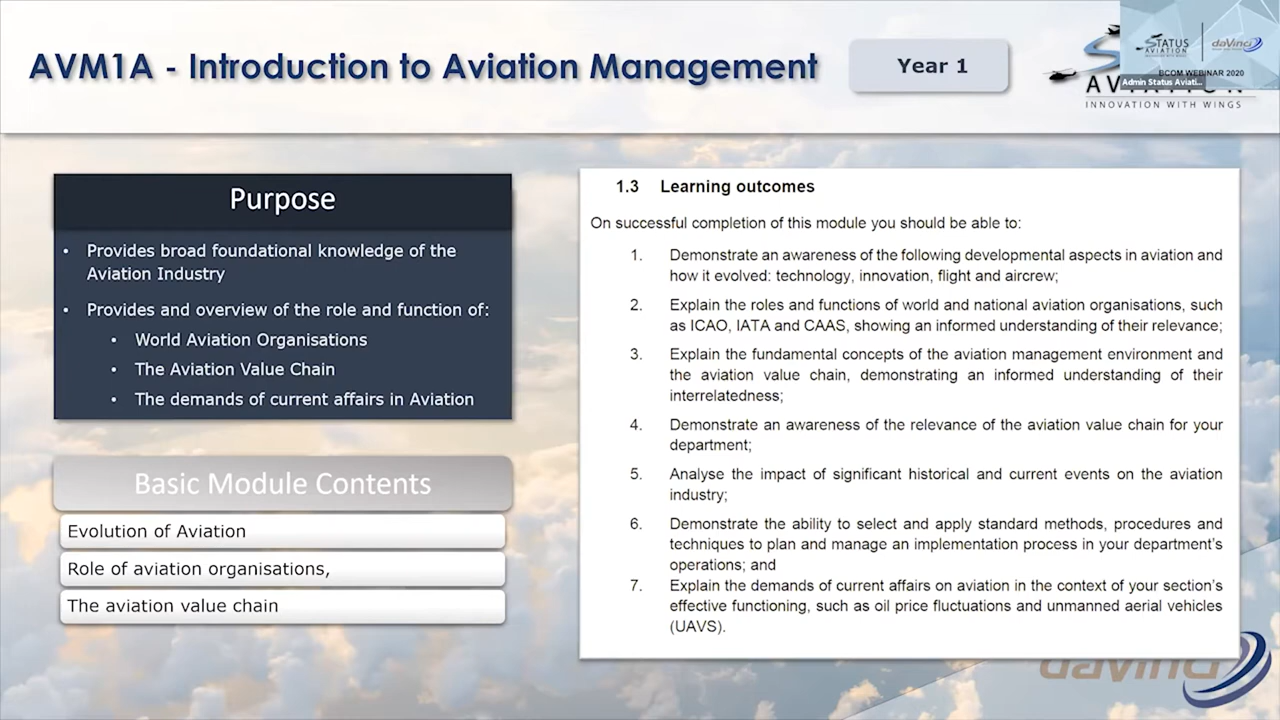 AVM1A - Introduction to Aviation Management
Year 1
STATUS
AVIATION
daVinci
BCOM WEBINAR 2020
Admin Status Aviati...
INNOVATION WITH WINGS
Purpose
• Provides broad foundational knowledge of the
Aviation Industry
• Provides and overview of the role and function of:
• World Aviation Organisations
• The Aviation Value Chain
• The demands of current affairs in Aviation
Basic Module Contents
Evolution of Aviation
Role of aviation organisations,
The aviation value chain
1.3 Learning outcomes
On successful completion of this module you should be able to:
1. Demonstrate an awareness of the following developmental aspects in aviation and
how it evolved: technology, innovation, flight and aircrew;
2. Explain the roles and functions of world and national aviation organisations, such
as ICAO, IATA and CAAS, showing an informed understanding of their relevance;
3. Explain the fundamental concepts of the aviation management environment and
the aviation value chain, demonstrating an informed understanding of their
interrelatedness;
4. Demonstrate an awareness of the relevance of the aviation value chain for your
department;
5. Analyse the impact of significant historical and current events on the aviation
industry;
6. Demonstrate the ability to select and apply standard methods, procedures and
techniques to plan and manage an implementation process in your department's
operations; and
7. Explain the demands of current affairs on aviation in the context of your section's
effective functioning, such as oil price fluctuations and unmanned aerial vehicles
(UAVS).
daVinci